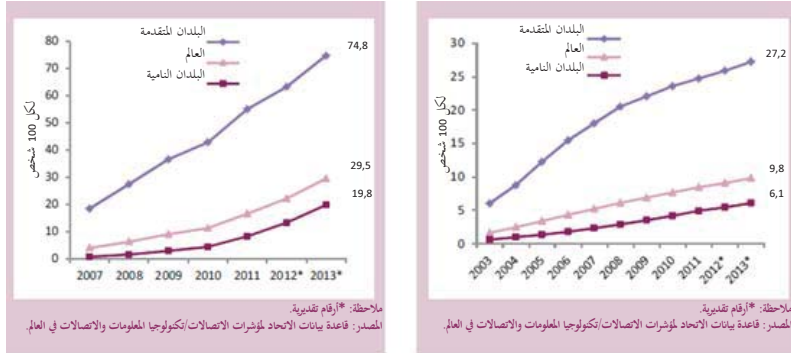 البلدان المتقدمة
العالم
البلدان النامية
لكل 100 شخص
80
70
60
50
40
30
20
10
0
74,8
29,5
19,8
2007 2008 2009 2010 2011 2012* 2013*
ملاحظة: *أرقام تقديرية.
المصدر: قاعدة بيانات الاتحاد لمؤشرات الاتصالات/تكنولوجيا المعلومات والاتصالات في العالم.
البلدان المتقدمة
العالم
البلدان النامية
لكل 100 شخص
30
25
20
15
10
5
0
27,2
9,8
6,1
2003 2004 2005 2006 2007 2008 2009 2010 2011 2012* 2013*
ملاحظة: *أرقام تقديرية.
المصدر: قاعدة بيانات الاتحاد لمؤشرات الاتصالات/تكنولوجيا المعلومات والاتصالات في العالم.